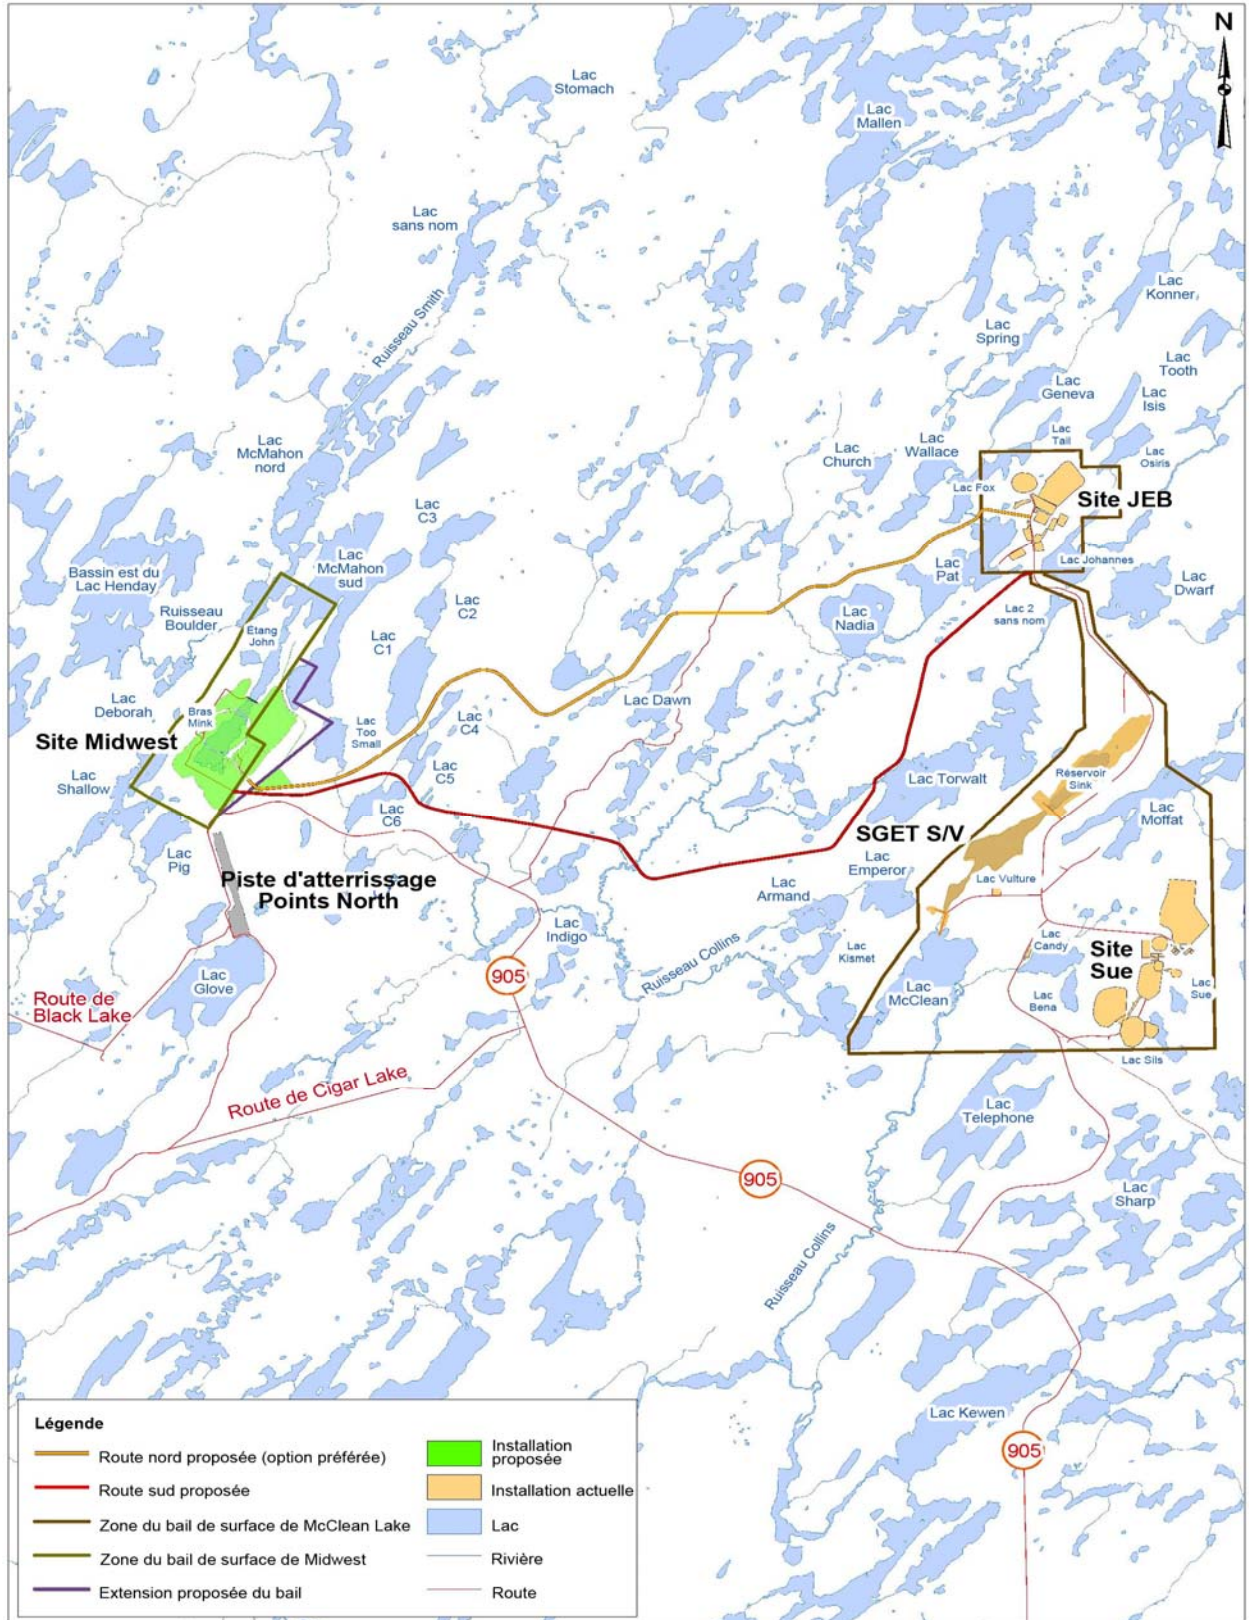 N
Lac
Stomach
Lac
Mallen
Lac
sans nom
Lac
Konner
Ruisseau Smith
Lac
Spring
Lac
Tooth
Lac
Geneva
Lac
Isis
Lac
McMahon
nord
Lac
Church
Lac
Wallace
Lac
Tail
Lac
Osiris
Lac Fox
Site JEB
Lac
C3
Lac
McMahon
sud
Bassin est du
Lac Henday
Lac
Pat
Lac Johannes
Lac
Dwarf
Ruisseau
Boulder
Etang
John
Lac
C2
Lac
C1
Lac
Nadia
Lac 2
sans nom
Lac
Deborah
Bras
Mink
Lac
Too
Small
Lac
C4
Lac Dawn
Site Midwest
Lac
Shallow
Lac
C5
Lac Torwalt
Réservoir
Sink
Lac
C6
SGET S/V
Lac
Moffat
Lac
Pig
Lac
Emperor
Piste d'atterrissage
Points North
Lac
Armand
Lac Vulture
Lac
Indigo
Lac
Kismet
Lac
Candy
Site
Sue
Ruisseau Collins
905
Lac
Glove
Lac
McClean
Lac
Bena
Lac
Sue
Route de
Black Lake
Lac Sils
Route de Cigar Lake
Lac
Telephone
905
Lac
Sharp
Ruisseau Collins
Lac Kewen
905
Légende
Route nord proposée (option préférée)
Route sud proposée
Zone du bail de surface de McClean Lake
Zone du bail de surface de Midwest
Extension proposée du bail
Installation
proposée
Installation actuelle
Lac
Rivière
Route